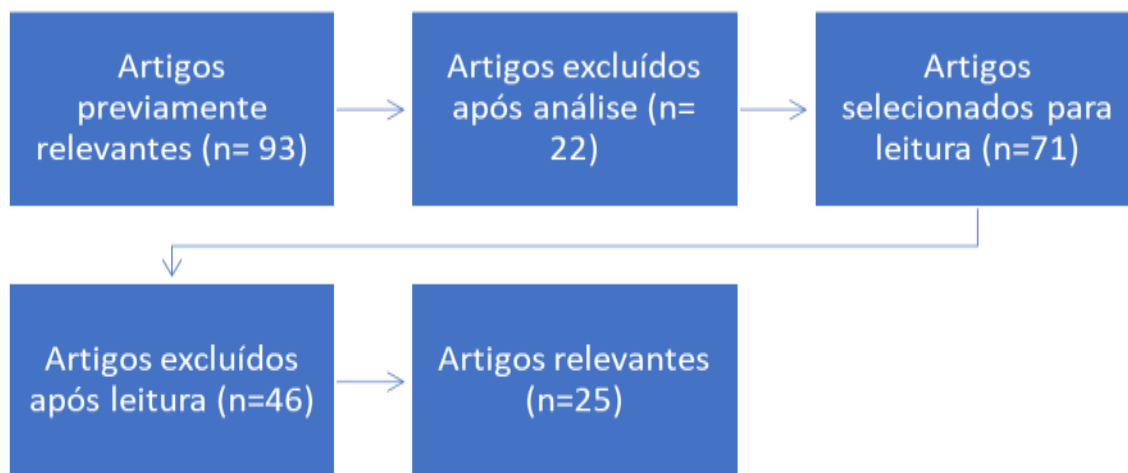 Artigos
previamente
relevantes (n= 93)
Artigos excluídos
após análise (n=
22)
Artigos
selecionados para
leitura (n=71)
Artigos excluídos
após leitura (n=46)
Artigos relevantes
(n=25)